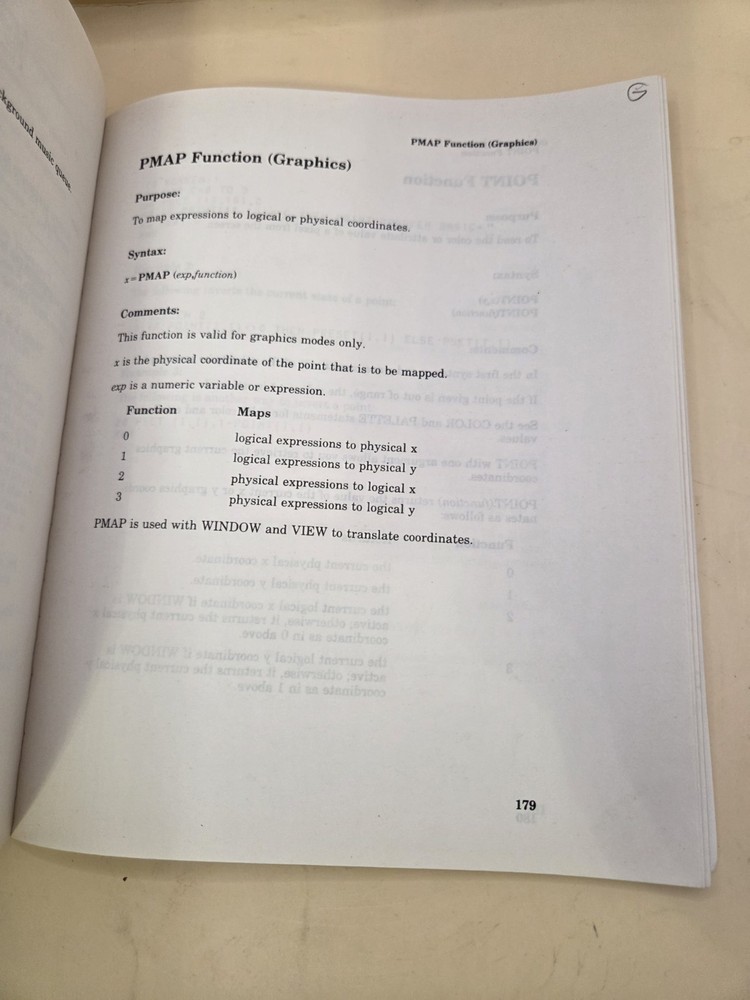 ckground music queue.
PMAP Function (Graphics)
PMAP Function (Graphics)
Purpose:
To map expressions to logical or physical coordinates.
Syntax:
x=PMAP (exp,function)
Comments:
This function is valid for graphics modes only.
x is the physical coordinate of the point that is to be mapped.
exp is a numeric variable or expression.
Function Maps
0 logical expressions to physical x
1 logical expressions to physical y
2 physical expressions to logical x
3 physical expressions to logical y
PMAP is used with WINDOW and VIEW to translate coordinates.
179